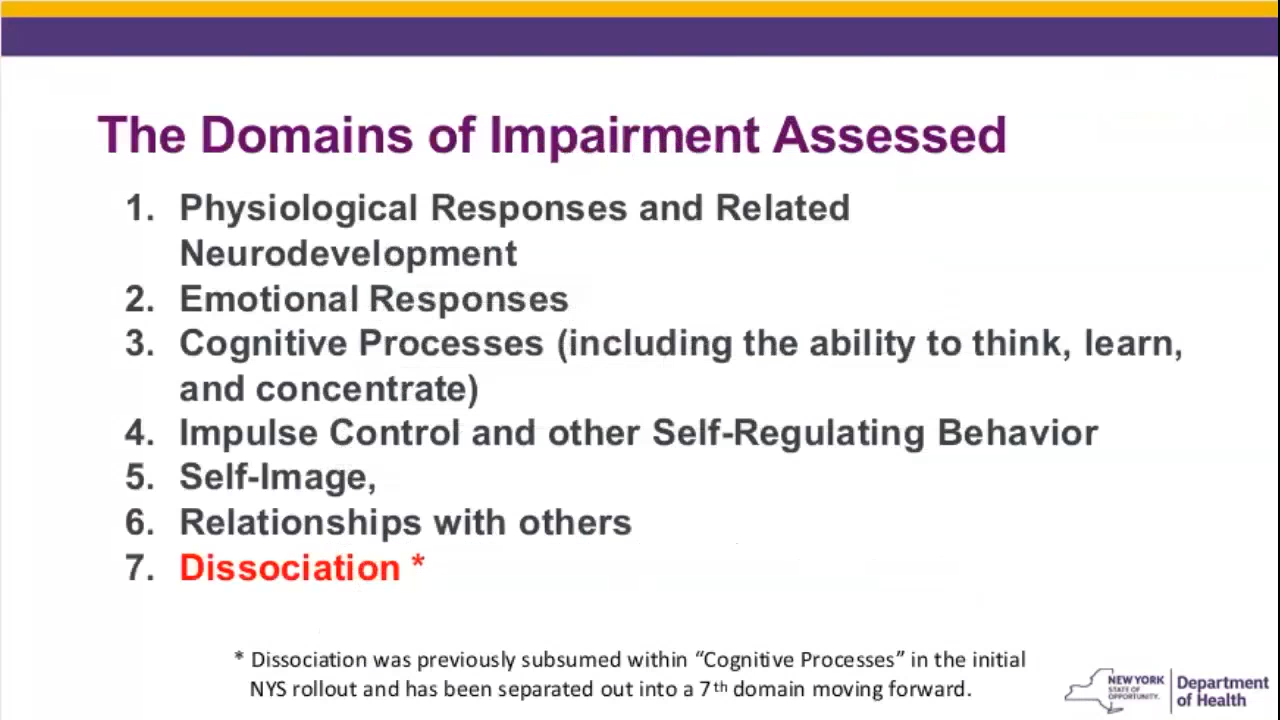 The Domains of Impairment Assessed
1. Physiological Responses and Related
Neurodevelopment
2. Emotional Responses
3. Cognitive Processes (including the ability to think, learn,
and concentrate)
4. Impulse Control and other Self-Regulating Behavior
5. Self-Image,
6. Relationships with others
7. Dissociation *
* Dissociation was previously subsumed within “Cognitive Processes” in the initial
NYS rollout and has been separated out into a 7th domain moving forward.
NEW YORK
STATE OF
OPPORTUNITY.
Department
of Health